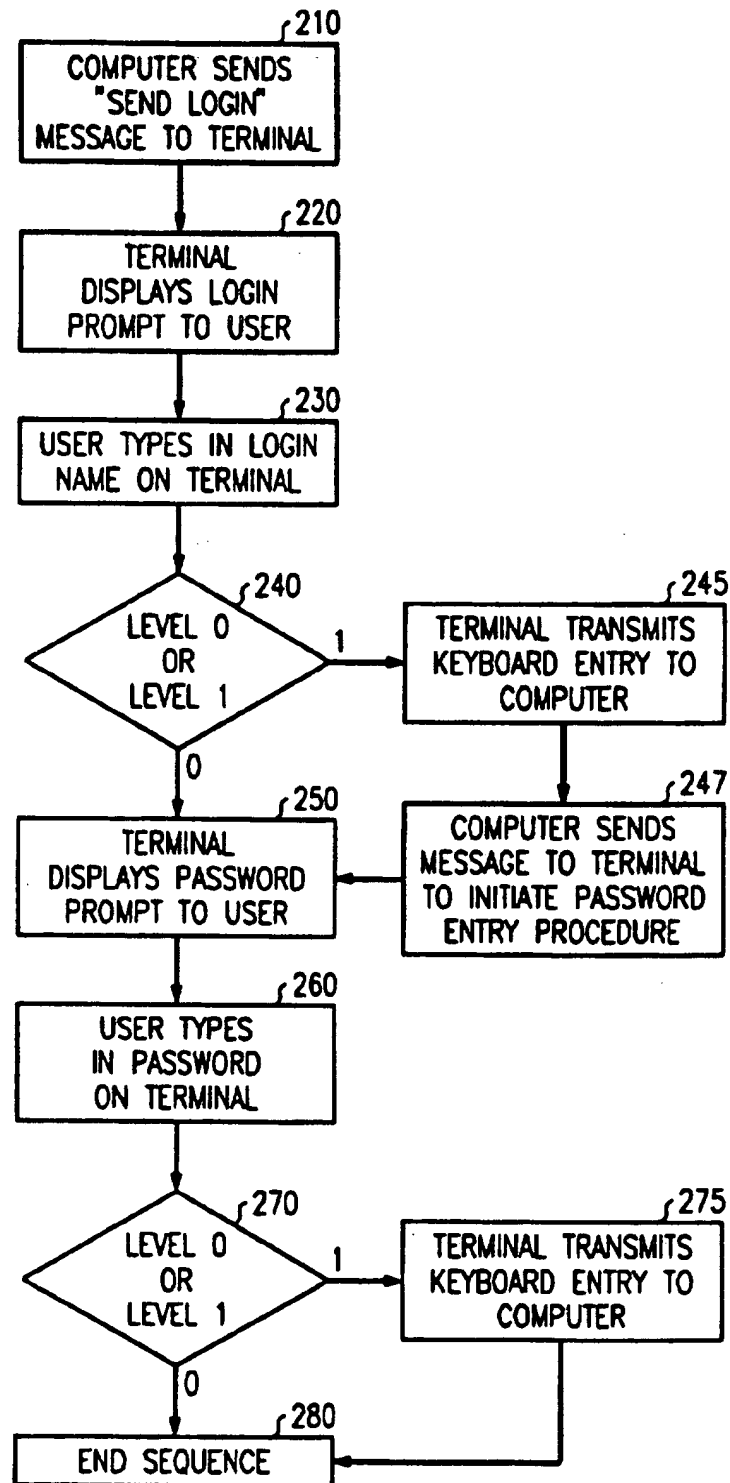 210
COMPUTER SENDS
"SEND LOGIN"
MESSAGE TO TERMINAL
220
TERMINAL
DISPLAYS LOGIN
PROMPT TO USER
230
USER TYPES IN LOGIN
NAME ON TERMINAL
240
LEVEL 0
OR
LEVEL 1
1
0
245
TERMINAL TRANSMITS
KEYBOARD ENTRY TO
COMPUTER
247
COMPUTER SENDS
MESSAGE TO TERMINAL
TO INITIATE PASSWORD
ENTRY PROCEDURE
250
TERMINAL
DISPLAYS PASSWORD
PROMPT TO USER
260
USER TYPES
IN PASSWORD
ON TERMINAL
270
LEVEL 0
OR
LEVEL 1
1
0
275
TERMINAL TRANSMITS
KEYBOARD ENTRY TO
COMPUTER
280
END SEQUENCE